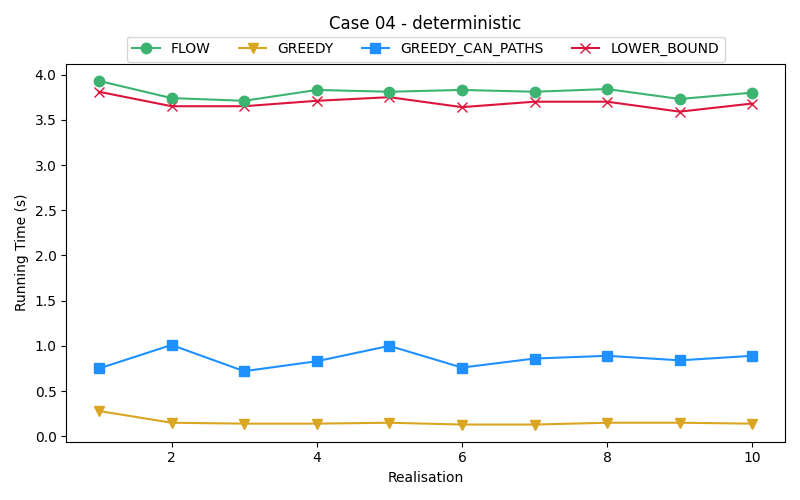 Case 04 - deterministic
FLOW GREEDY GREEDY_CAN_PATHS LOWER_BOUND
4.0
3.5
3.0
2.5
2.0
1.5
1.0
0.5
0.0
Running Time (s)
2 4 6 8 10
Realisation